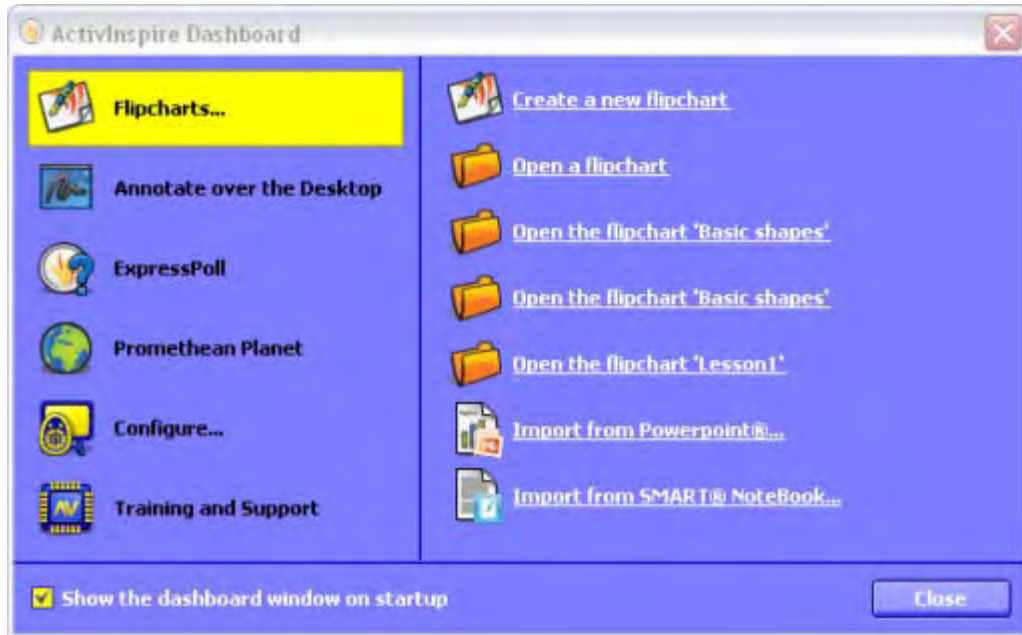 ActivInspire Dashboard
Flipcharts...
Annotate over the Desktop
ExpressPoll
Promethean Planet
Configure...
Training and Support
Create a new flipchart
Open a flipchart
Open the flipchart 'Basic shapes'
Open the flipchart 'Basic shapes'
Open the flipchart 'Lesson1'
Import from Powerpoint®...
Import from SMART® NoteBook...
Show the dashboard window on startup
Close